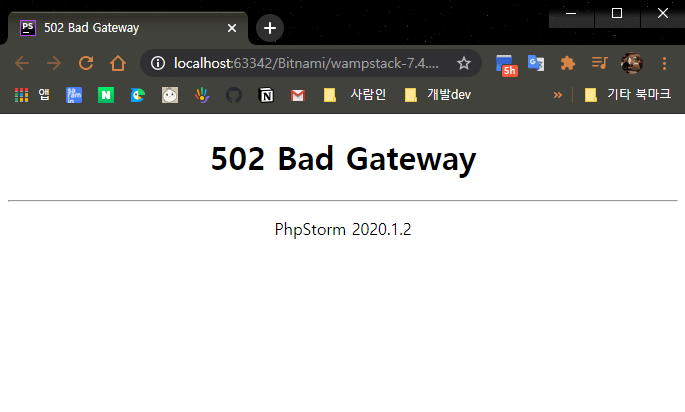 PS 502 Bad Gateway
localhost:63342/Bitnami/wampstack-7.4....
5h
앱
사람인
개발dev
»
기타 북마크
502 Bad Gateway
PhpStorm 2020.1.2